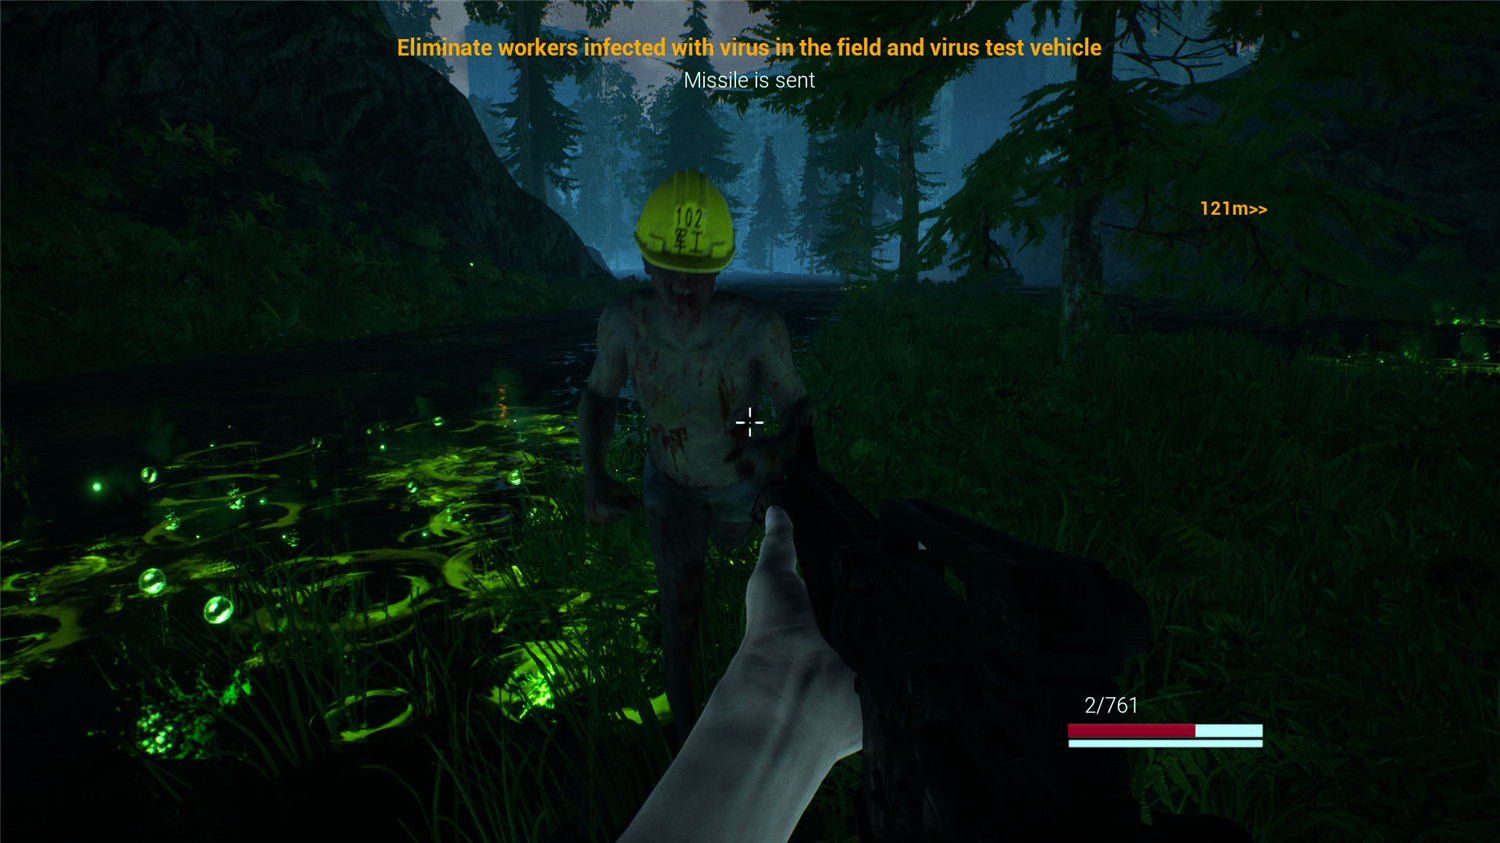 Eliminate workers infected with virus in the field and virus test vehicle
Missile is sent
121m>>
102
军工
2/761